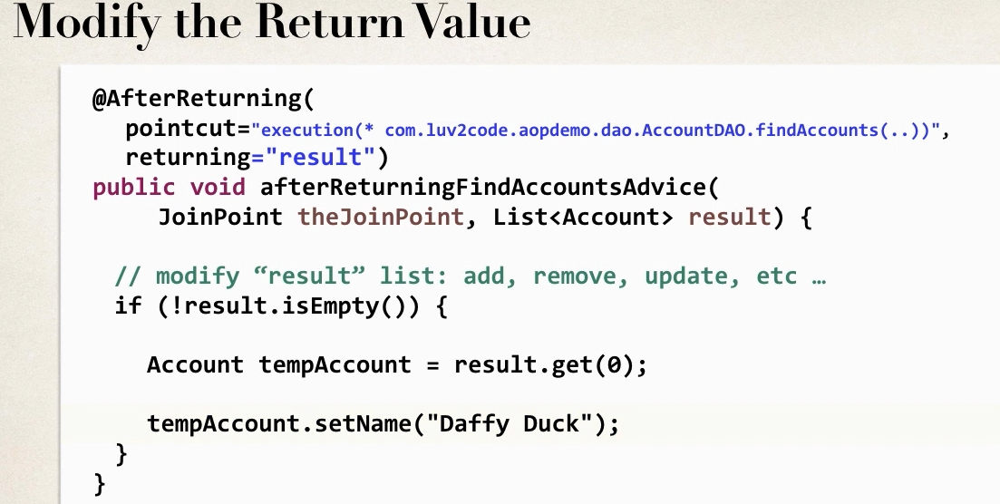 Modify the Return Value
@AfterReturning(
pointcut="execution(* com.luv2code.aopdemo.dao.AccountDAO.findAccounts(..))",
returning="result")
public void afterReturningFindAccountsAdvice(
JoinPoint theJoinPoint, List<Account> result) {
// modify “result” list: add, remove, update, etc …
if (!result.isEmpty()) {
Account tempAccount = result.get(0);
tempAccount.setName("Daffy Duck");
}
}